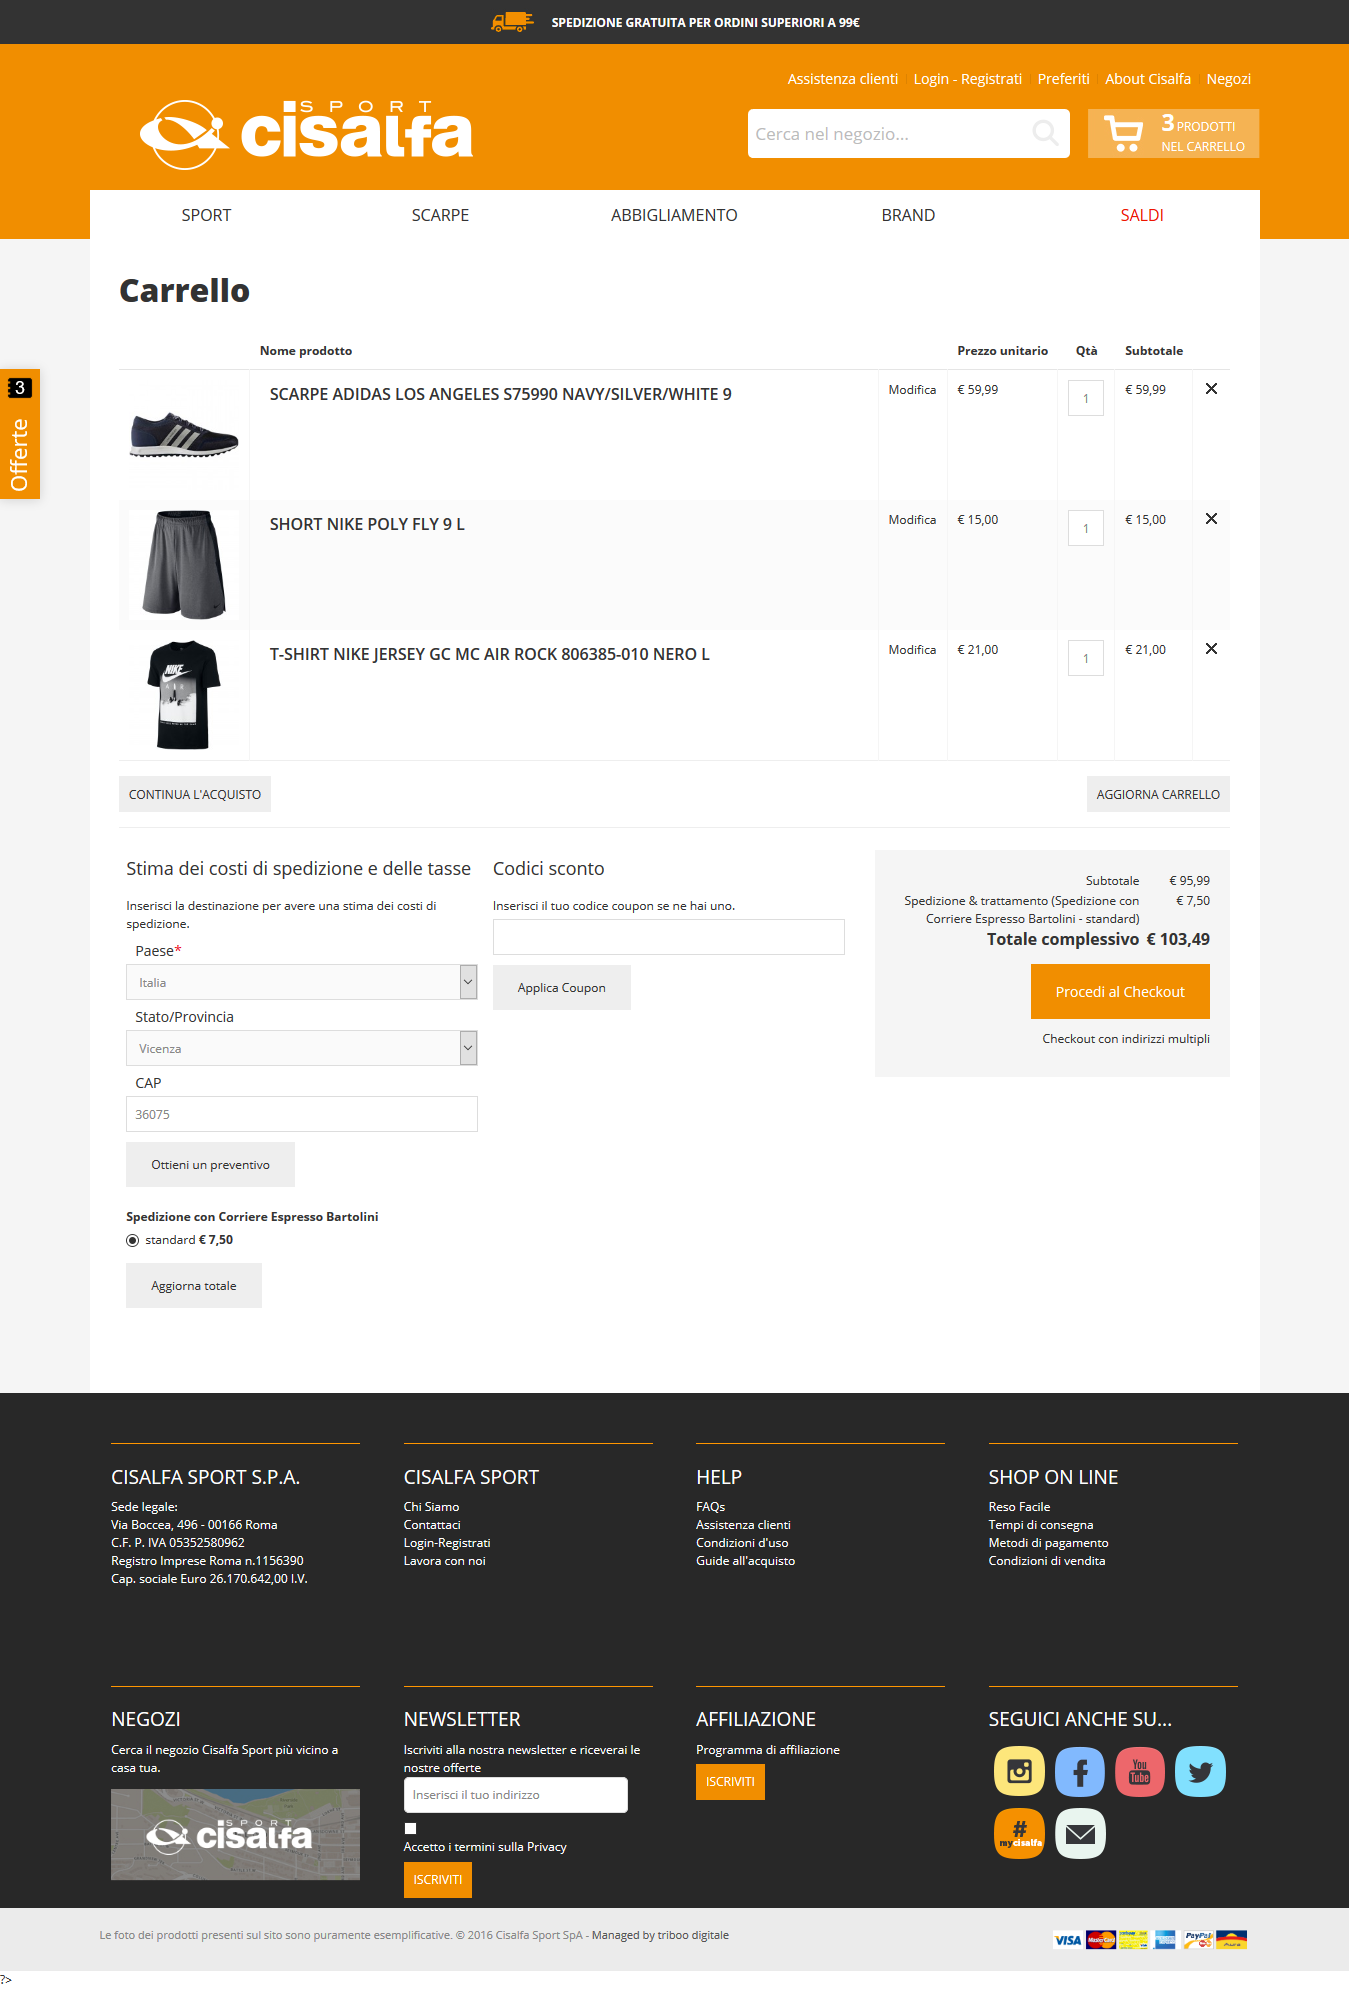 SPEDIZIONE GRATUITA PER ORDINI SUPERIORI A 99€
Assistenza clienti Login - Registrati Preferiti About Cisalfa Negozi
SPORT
cisalfa
Cerca nel negozio...
3 PRODOTTI
NEL CARRELLO
SPORT SCARPE ABBIGLIAMENTO BRAND SALDI
Carrello
Nome prodotto Prezzo unitario Qtà Subtotale
3
Offerte
SCARPE ADIDAS LOS ANGELES S75990 NAVY/SILVER/WHITE 9 Modifica € 59,99 1 € 59,99
SHORT NIKE POLY FLY 9 L Modifica € 15,00 1 € 15,00
T-SHIRT NIKE JERSEY GC MC AIR ROCK 806385-010 NERO L Modifica € 21,00 1 € 21,00
NIKE
AIR
CONTINUA L'ACQUISTO AGGIORNA CARRELLO
Stima dei costi di spedizione e delle tasse
Inserisci la destinazione per avere una stima dei costi di
spedizione.
Paese*
Italia
Stato/Provincia
Vicenza
CAP
36075
Ottieni un preventivo
Spedizione con Corriere Espresso Bartolini
standard € 7,50
Aggiorna totale
Codici sconto
Inserisci il tuo codice coupon se ne hai uno.
Applica Coupon
Subtotale € 95,99
Spedizione & trattamento (Spedizione con € 7,50
Corriere Espresso Bartolini - standard)
Totale complessivo € 103,49
Procedi al Checkout
Checkout con indirizzi multipli
CISALFA SPORT S.P.A.
Sede legale:
Via Boccea, 496 - 00166 Roma
C.F. P. IVA 05352580962
Registro Imprese Roma n.1156390
Cap. sociale Euro 26.170.642,00 I.V.
CISALFA SPORT
Chi Siamo
Contattaci
Login-Registrati
Lavora con noi
HELP
FAQs
Assistenza clienti
Condizioni d'uso
Guide all'acquisto
SHOP ON LINE
Reso Facile
Tempi di consegna
Metodi di pagamento
Condizioni di vendita
NEGOZI
Cerca il negozio Cisalfa Sport più vicino a
casa tua.
SPORT
cisalfa
NEWSLETTER
Iscriviti alla nostra newsletter e riceverai le
nostre offerte
Inserisci il tuo indirizzo
Accetto i termini sulla Privacy
ISCRIVITI
AFFILIAZIONE
Programma di affiliazione
ISCRIVITI
SEGUICI ANCHE SU...
You
Tube
#
mycisalfa
Le foto dei prodotti presenti sul sito sono puramente esemplificative. © 2016 Cisalfa Sport SpA - Managed by triboo digitale
VISA MasterCard PayPal
?>